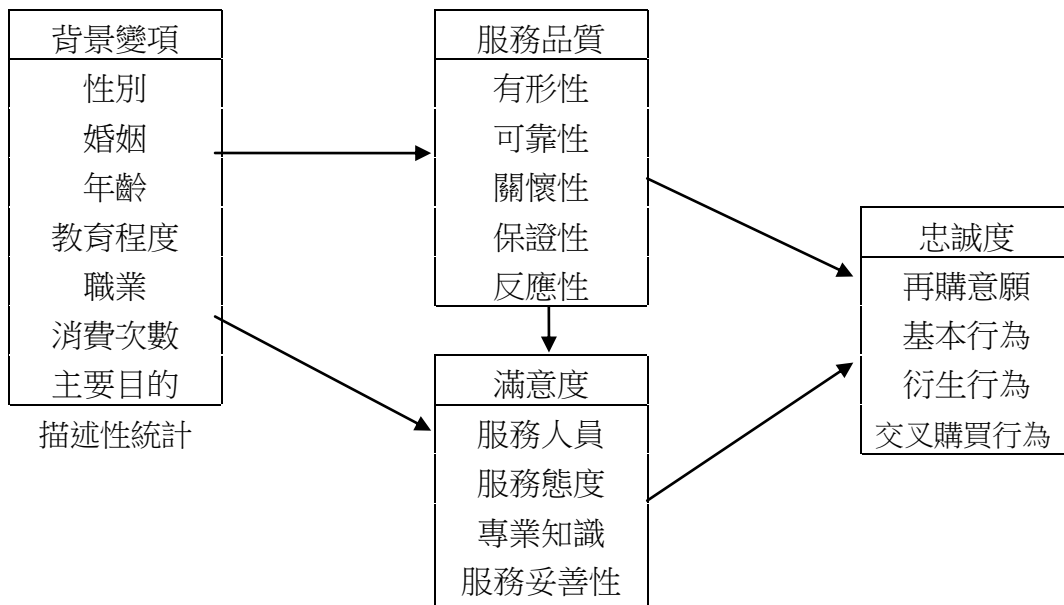 背景變項
性別
婚姻
年齡
教育程度
職業
消費次數
主要目的
描述性統計
服務品質
有形性
可靠性
關懷性
保證性
反應性
滿意度
服務人員
服務態度
專業知識
服務妥善性
忠誠度
再購意願
基本行為
衍生行為
交叉購買行為